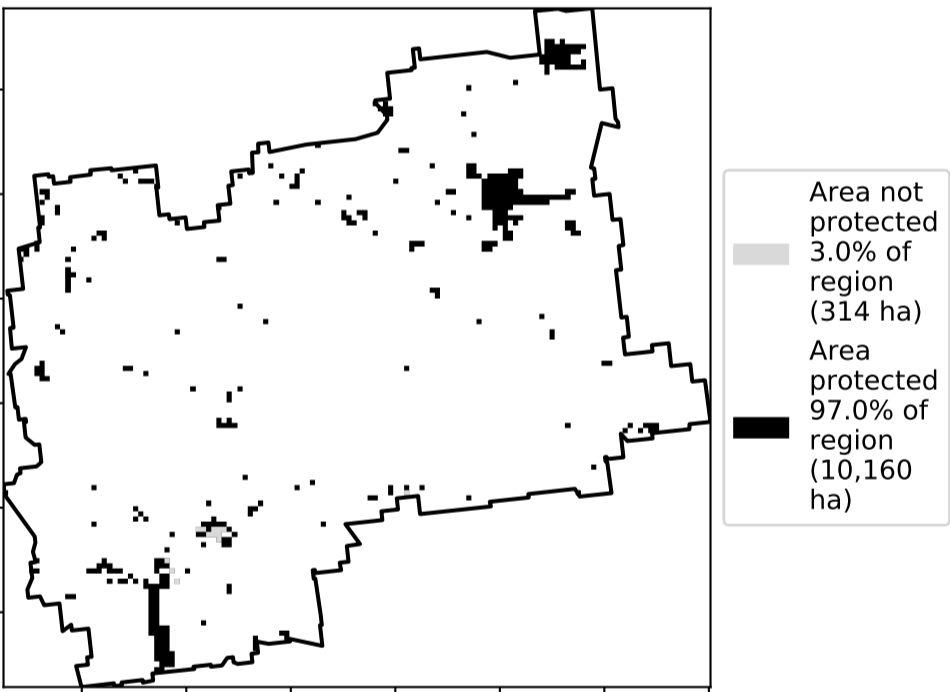 Area not
protected
3.0% of
region
(314 ha)
Area
protected
97.0% of
region
(10,160
ha)